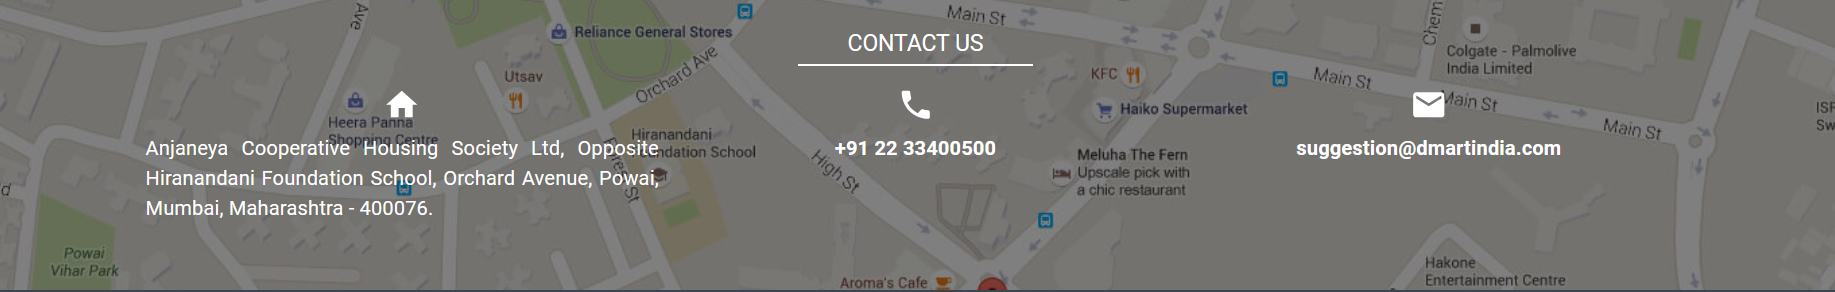 Main St
Ave
Reliance General Stores
CONTACT US
Chem
Colgate - Palmolive
India Limited
Utsav
Orchard Ave
KFC
Main St
Heera Panna
Shopping Centre
Haiko Supermarket
Main St
Main St
Hiranandani
Foundation School
Anjaneya Cooperative Housing Society Ltd, Opposite
Hiranandani Foundation School, Orchard Avenue, Powai,
Mumbai, Maharashtra - 400076.
+91 22 33400500
suggestion@dmartindia.com
High St
Meluha The Fern
Upscale pick with
a chic restaurant
Powai
Vihar Park
Aroma's Cafe
Hakone
Entertainment Centre